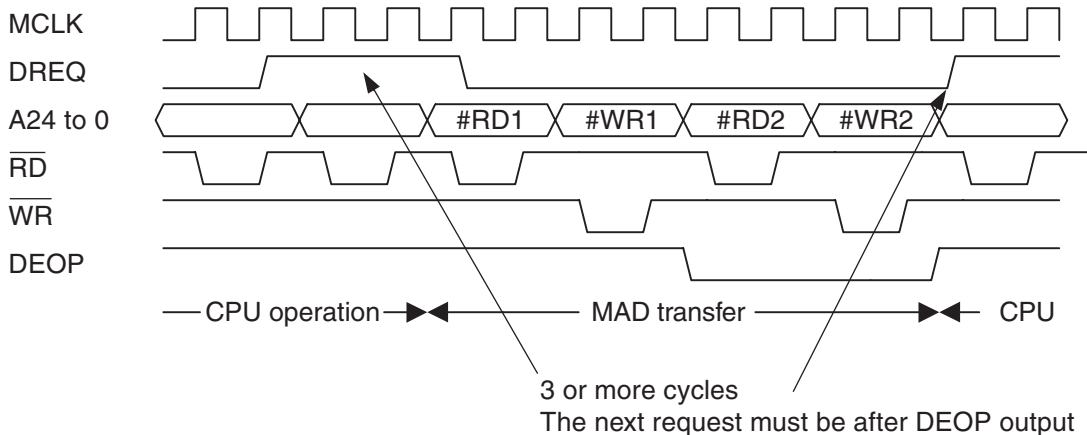 MCLK
DREQ
A24 to 0 #RD1 #WR1 #RD2 #WR2
RD
WR
DEOP
CPU operation MAD transfer CPU
3 or more cycles
The next request must be after DEOP output